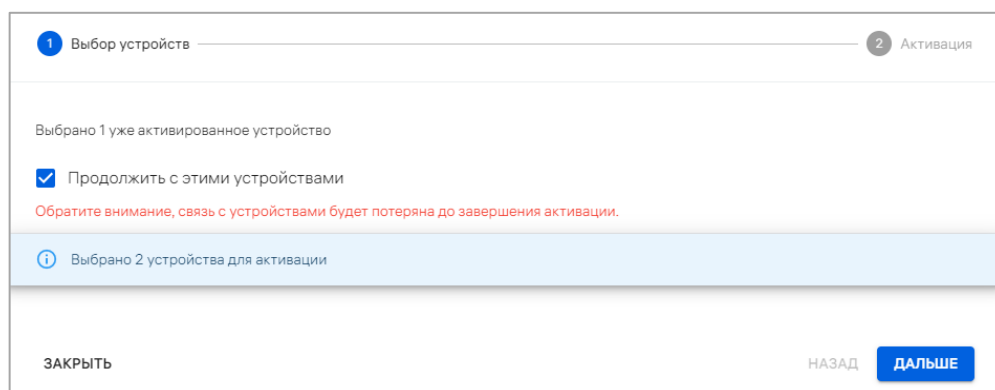 1 Выбор устройств
2 Активация
Выбрано 1 уже активированное устройство
Продолжить с этими устройствами
Обратите внимание, связь с устройствами будет потеряна до завершения активации.
Выбрано 2 устройства для активации
ЗАКРЫТЬ
НАЗАД
ДАЛЬШЕ